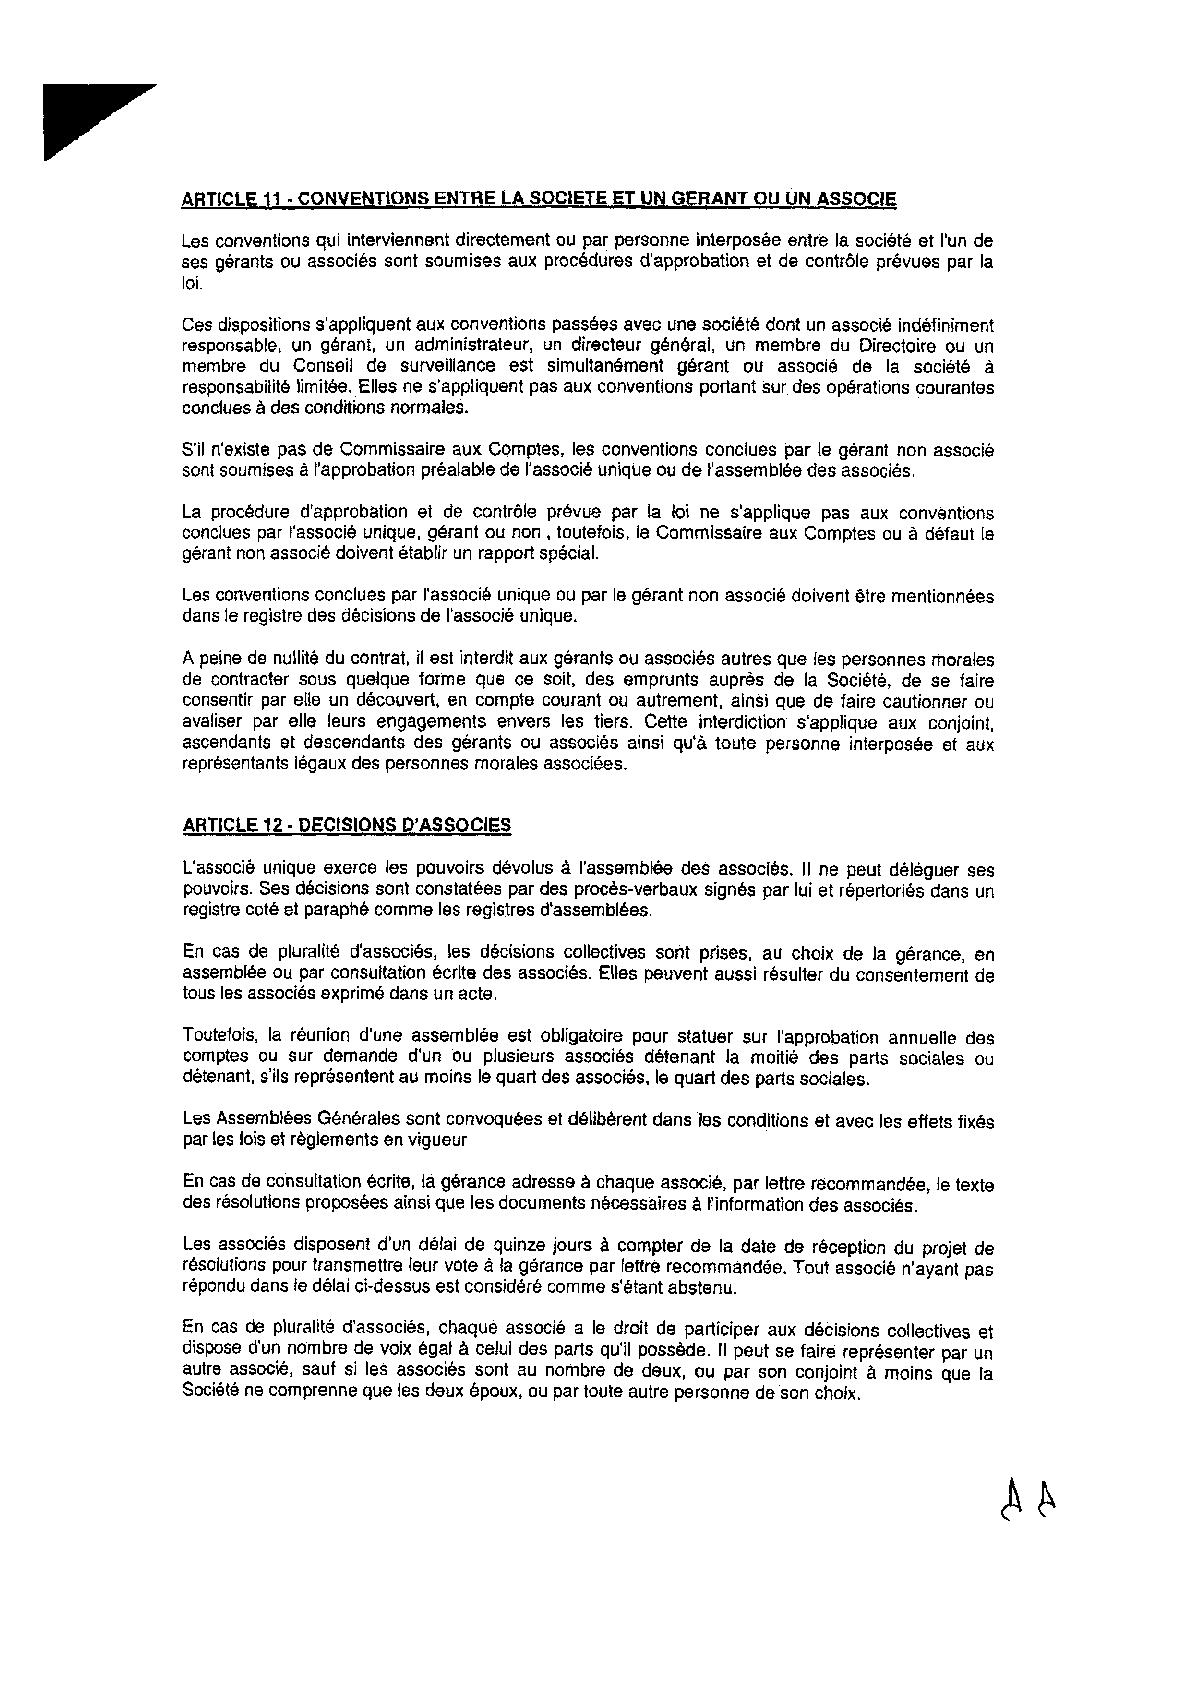 ARTICLE 11 - CONVENTIONS ENTRE LA SOCIETE ET UN GERANT OU UN ASSOCIE
Les conventions qui interviennent directement ou par personne interposée entre la société et l'un de
ses gérants ou associés sont soumises aux procédures d'approbation et de contrôle prévues par la
loi.
Ces dispositions s'appliquent aux conventions passées avec une société dont un associé indéfiniment
responsable, un gérant, un administrateur, un directeur général, un membre du Directoire ou un
membre du Conseil de surveillance est simultanément gérant ou associé de la société à
responsabilité limitée. Elles ne s'appliquent pas aux conventions portant sur des opérations courantes
conclues à des conditions normales.
S'il n'existe pas de Commissaire aux Comptes, les conventions conclues par le gérant non associé
sont soumises à l'approbation préalable de l'associé unique ou de l'assemblée des associés.
La procédure d'approbation et de contrôle prévue par la loi ne s'applique pas aux conventions
conclues par l'associé unique, gérant ou non , toutefois, le Commissaire aux Comptes ou à défaut le
gérant non associé doivent établir un rapport spécial.
Les conventions conclues par l'associé unique ou par le gérant non associé doivent être mentionnées
dans le registre des décisions de l'associé unique.
A peine de nullité du contrat, il est interdit aux gérants ou associés autres que les personnes morales
de contracter sous quelque forme que ce soit, des emprunts auprès de la Société, de se faire
consentir par elle un découvert, en compte courant ou autrement, ainsi que de faire cautionner ou
avaliser par elle leurs engagements envers les tiers. Cette interdiction s'applique aux conjoint,
ascendants et descendants des gérants ou associés ainsi qu'à toute personne interposée et aux
représentants légaux des personnes morales associées.
ARTICLE 12 - DECISIONS D'ASSOCIES
L'associé unique exerce les pouvoirs dévolus à l'assemblée des associés. Il ne peut déléguer ses
pouvoirs. Ses décisions sont constatées par des procès-verbaux signés par lui et répertoriés dans un
registre coté et paraphé comme les registres d'assemblées.
En cas de pluralité d'associés, les décisions collectives sont prises, au choix de la gérance, en
assemblée ou par consultation écrite des associés. Elles peuvent aussi résulter du consentement de
tous les associés exprimé dans un acte.
Toutefois, la réunion d'une assemblée est obligatoire pour statuer sur l'approbation annuelle des
comptes ou sur demande d'un ou plusieurs associés détenant la moitié des parts sociales ou
détenant, s'ils représentent au moins le quart des associés, le quart des parts sociales.
Les Assemblées Générales sont convoquées et délibèrent dans les conditions et avec les effets fixés
par les lois et règlements en vigueur
En cas de consultation écrite, la gérance adresse à chaque associé, par lettre recommandée, le texte
des résolutions proposées ainsi que les documents nécessaires à l'information des associés.
Les associés disposent d'un délai de quinze jours à compter de la date de réception du projet de
résolutions pour transmettre leur vote à la gérance par lettre recommandée. Tout associé n'ayant pas
répondu dans le délai ci-dessus est considéré comme s'étant abstenu.
En cas de pluralité d'associés, chaque associé a le droit de participer aux décisions collectives et
dispose d'un nombre de voix égal à celui des parts qu'il possède. Il peut se faire représenter par un
autre associé, sauf si les associés sont au nombre de deux, ou par son conjoint à moins que la
Société ne comprenne que les deux époux, ou par toute autre personne de son choix.